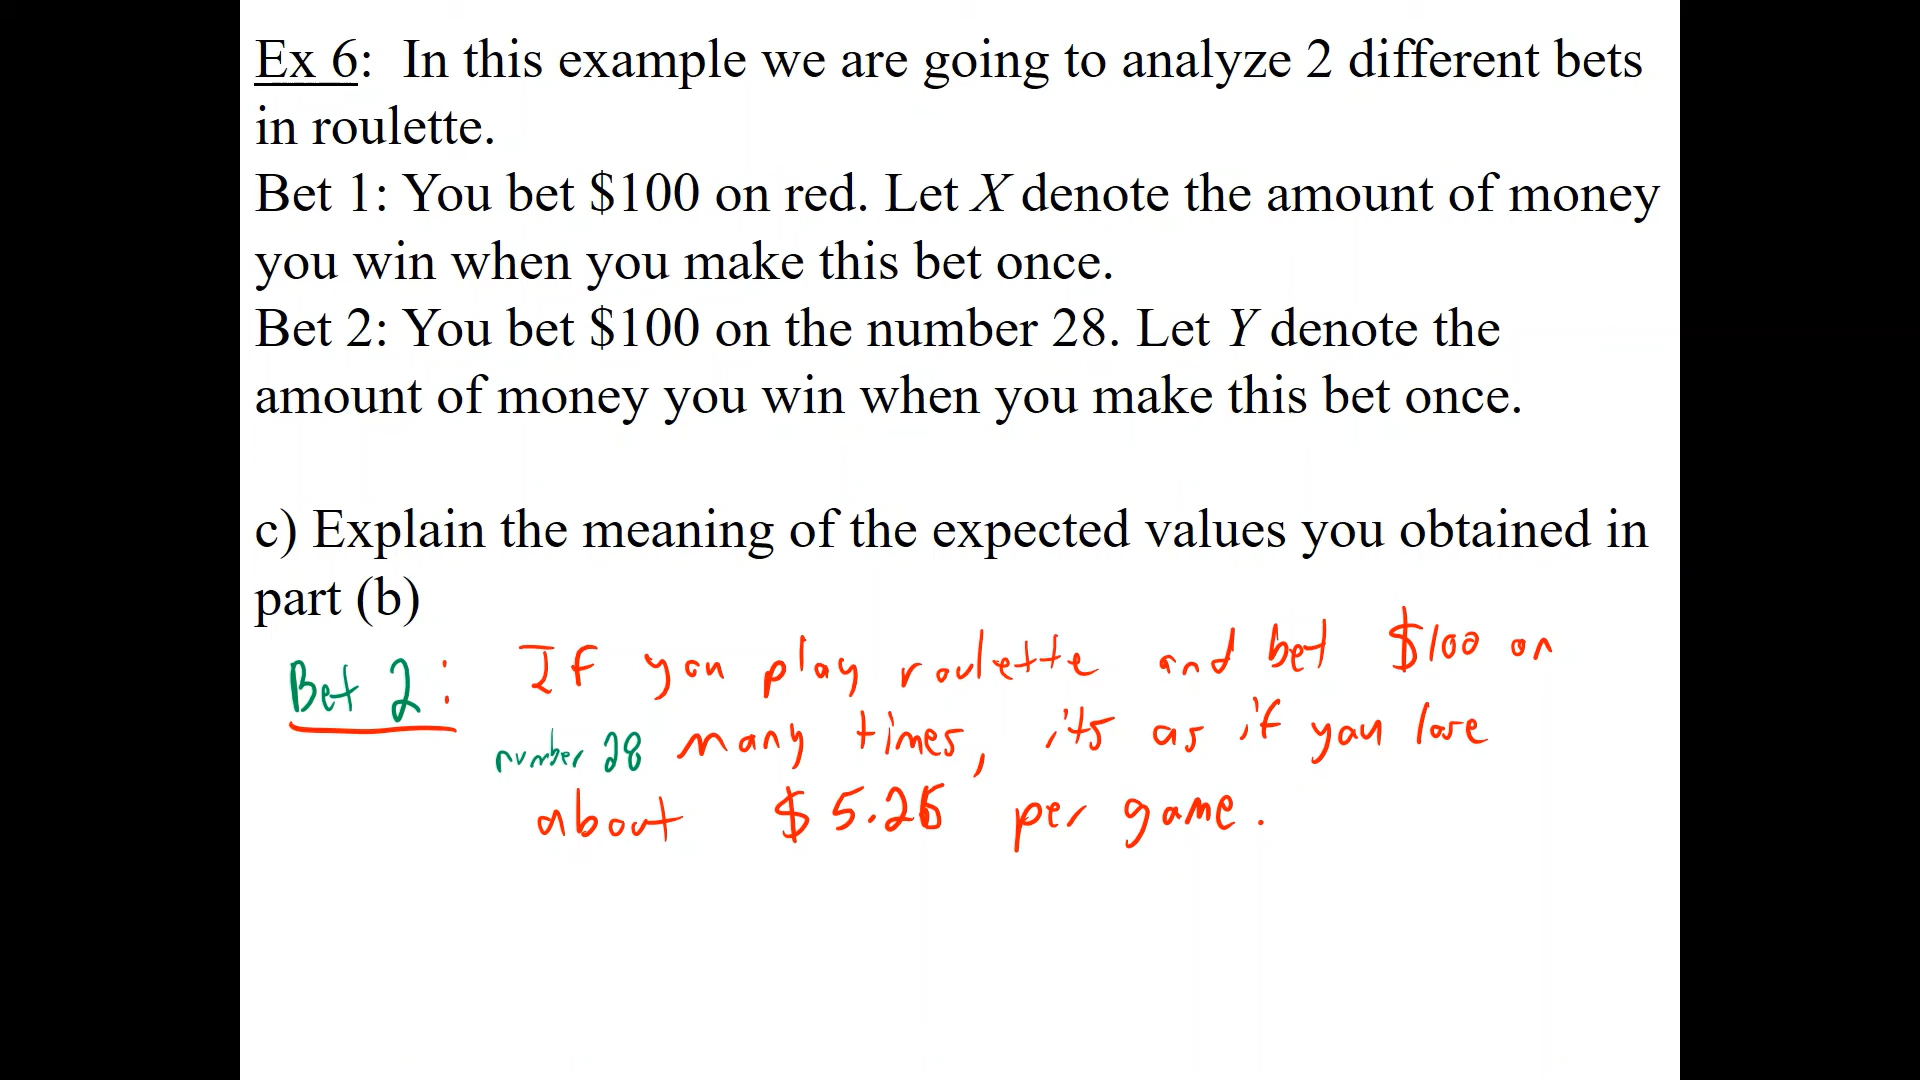 Ex 6: In this example we are going to analyze 2 different bets
in roulette.
Bet 1: You bet $100 on red. Let X denote the amount of money
you win when you make this bet once.
Bet 2: You bet $100 on the number 28. Let Y denote the
amount of money you win when you make this bet once.
c) Explain the meaning of the expected values you obtained in
part (b)
Bet 2: If you play roulette and bet $100 on
number 28 many times, its as if you lose
about $5.26 per game.